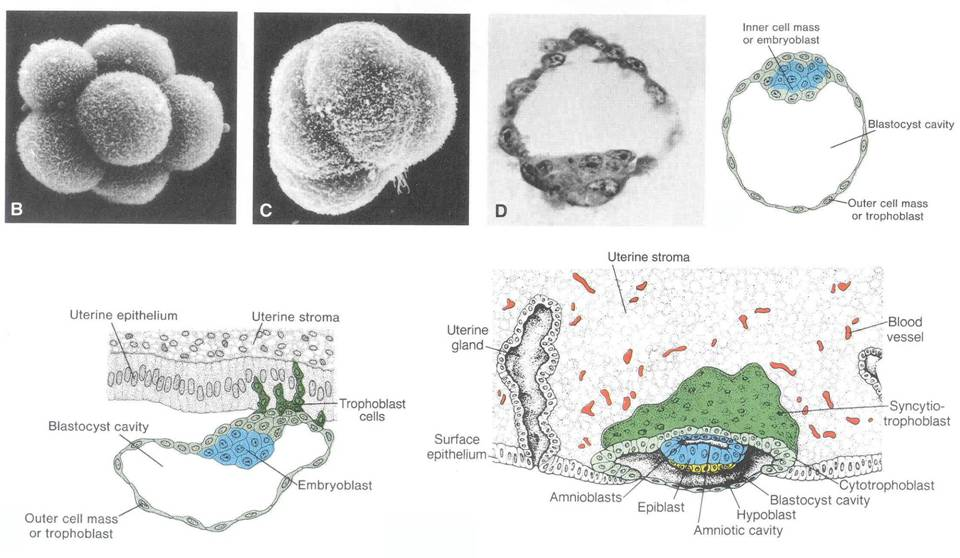 B
C
D
Inner cell mass
or embryoblast
Blastocyst cavity
Outer cell mass
or trophoblast
Uterine epithelium
Uterine stroma
Trophoblast
cells
Blastocyst cavity
Embryoblast
Outer cell mass
or trophoblast
Uterine stroma
Uterine
gland
Blood
vessel
Syncytio-
trophoblast
Surface
epithelium
Cytotrophoblast
Amnioblasts
Epiblast
Blastocyst cavity
Hypoblast
Amniotic cavity